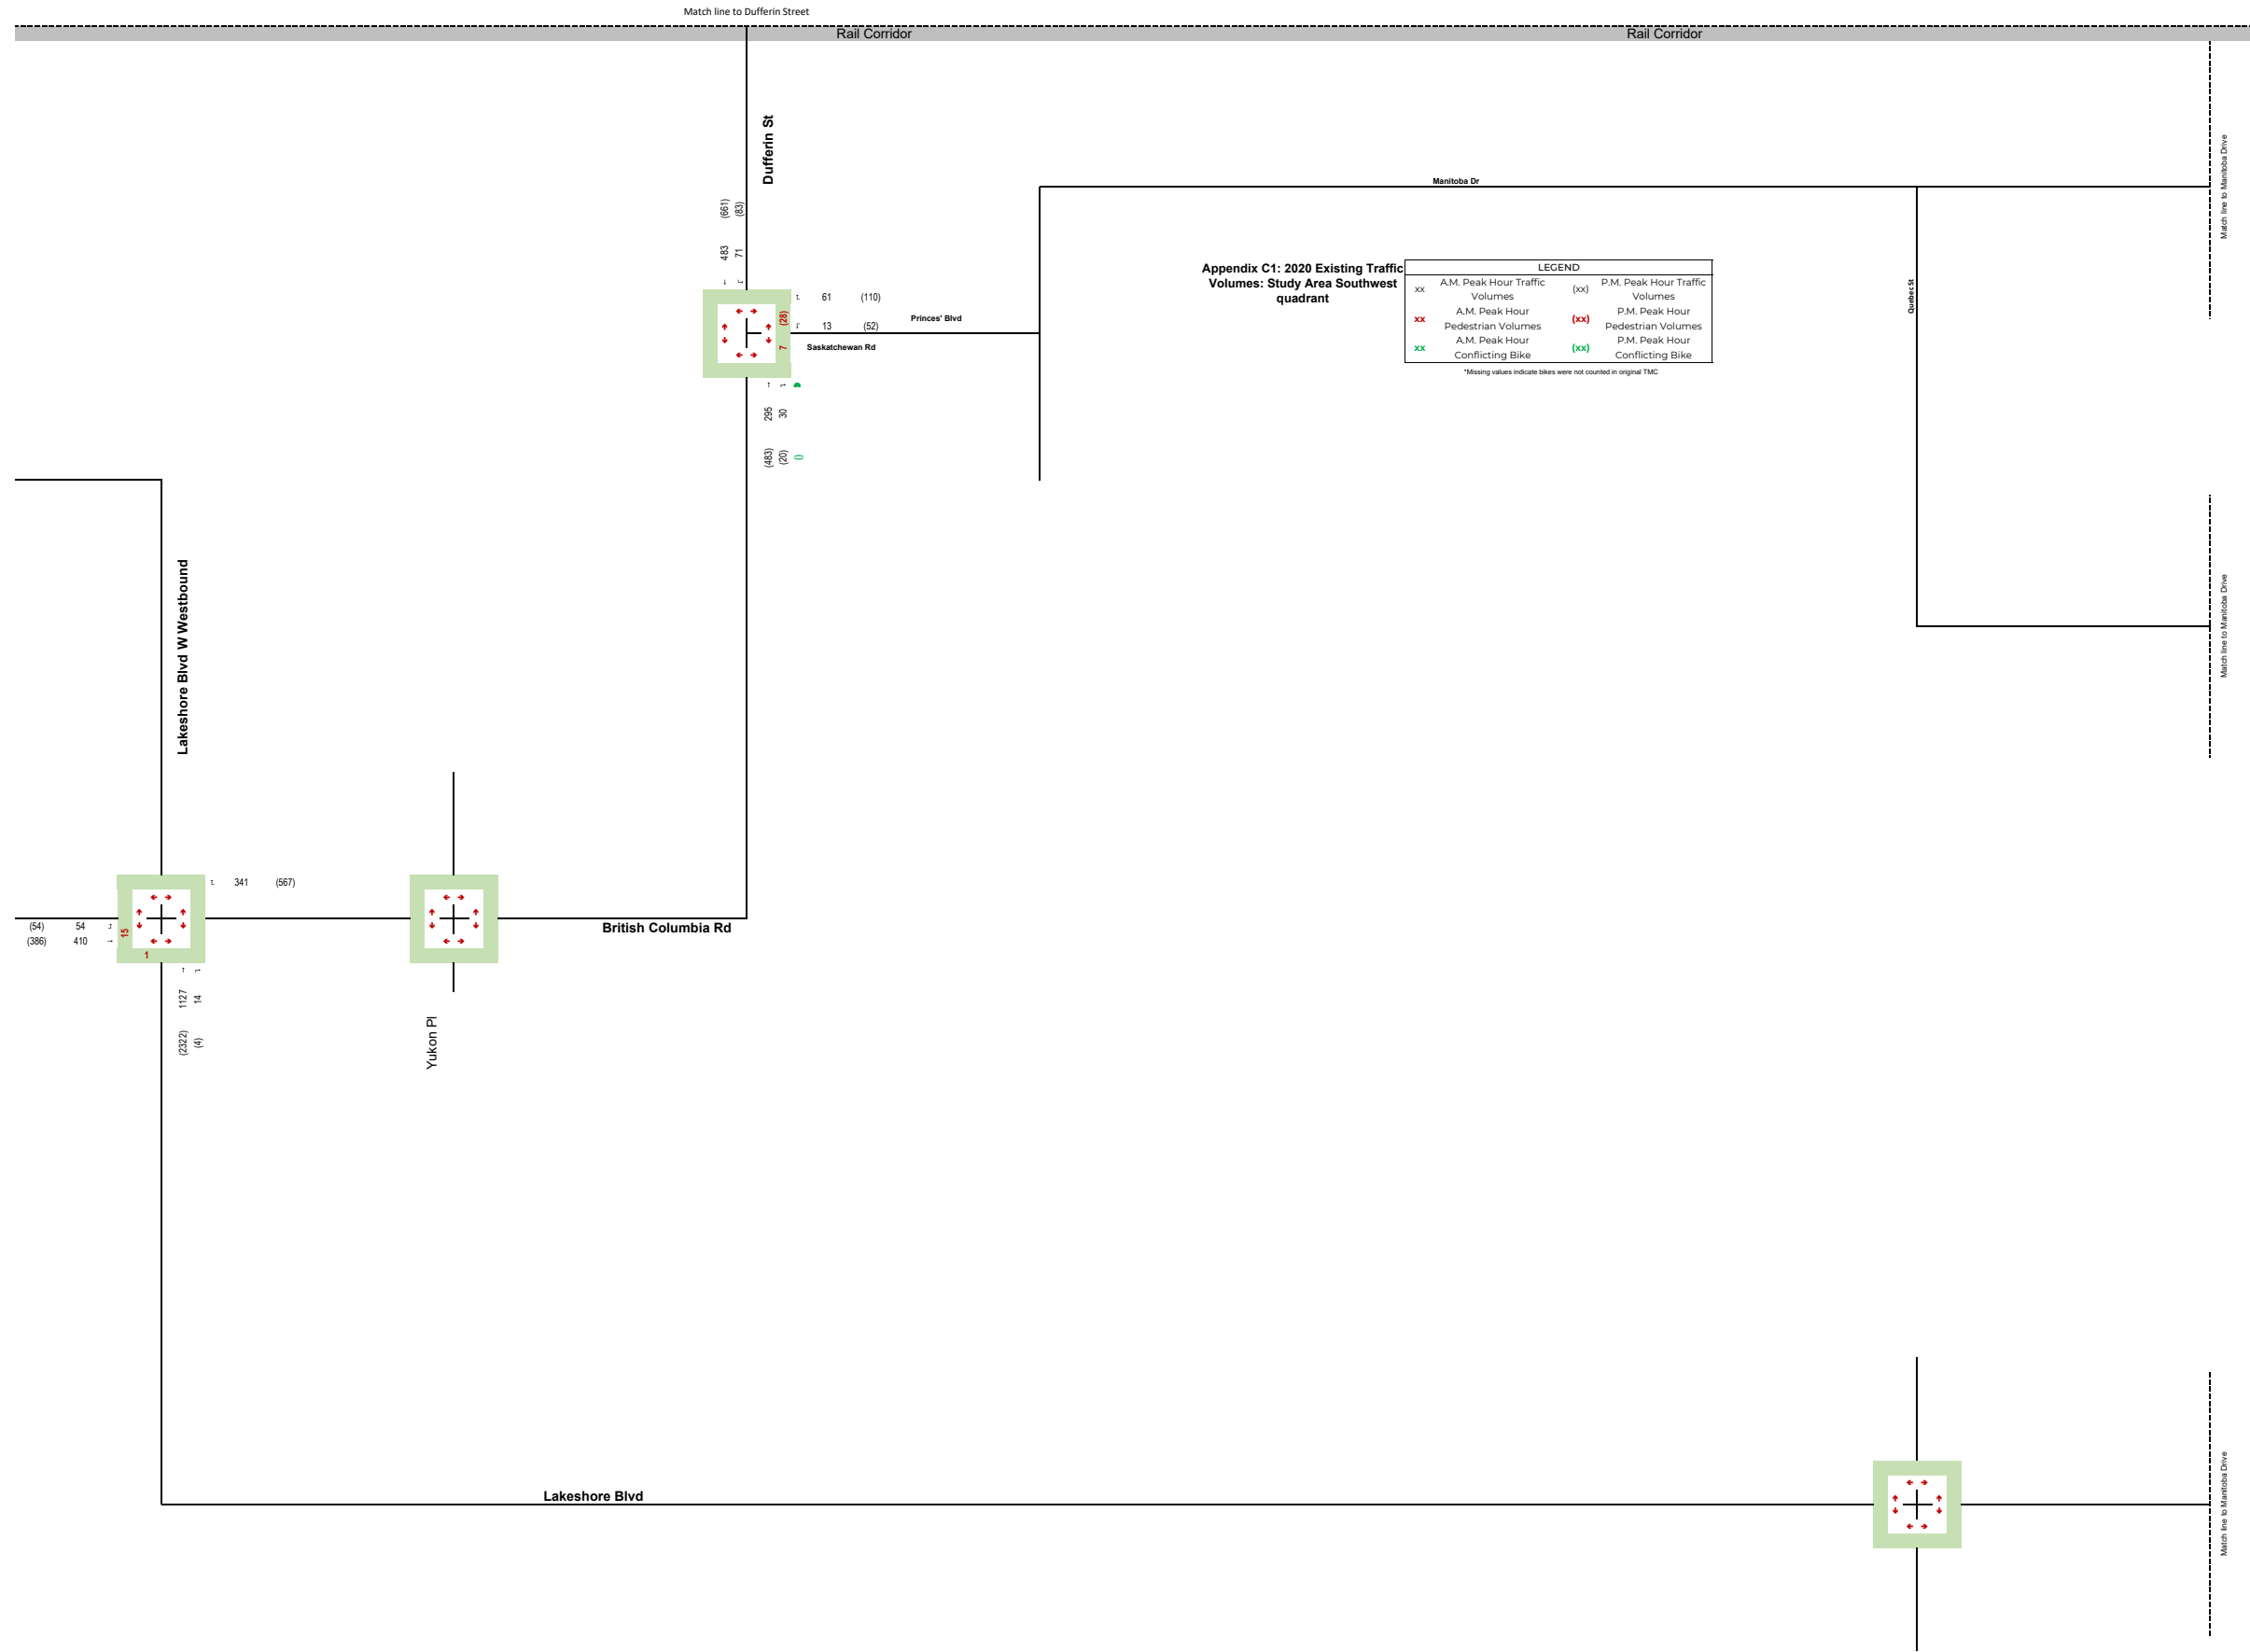 Match line to Dufferin Street
Rail Corridor
Rail Corridor
Dufferin St
Match line to Manitoba Drive
Manitoba Dr
(661)
(83)
483
71
Appendix C1: 2020 Existing Traffic
Volumes: Study Area Southwest
quadrant
LEGEND
xx A.M. Peak Hour Traffic Volumes (xx) P.M. Peak Hour Traffic Volumes
xx A.M. Peak Hour Pedestrian Volumes (xx) P.M. Peak Hour Pedestrian Volumes
xx A.M. Peak Hour Conflicting Bike (xx) P.M. Peak Hour Conflicting Bike
*Missing values indicate bikes were not counted in original TMC
Quebec St
61 (110)
13 (52)
(28)
7
Princes' Blvd
Saskatchewan Rd
295
30
(483)
(20)
()
Lakeshore Blvd W Westbound
Match line to Manitoba Drive
341 (567)
(54) 54
(386) 410
15
1
British Columbia Rd
1127
14
(2322)
(4)
Yukon Pl
Lakeshore Blvd
Match line to Manitoba Drive